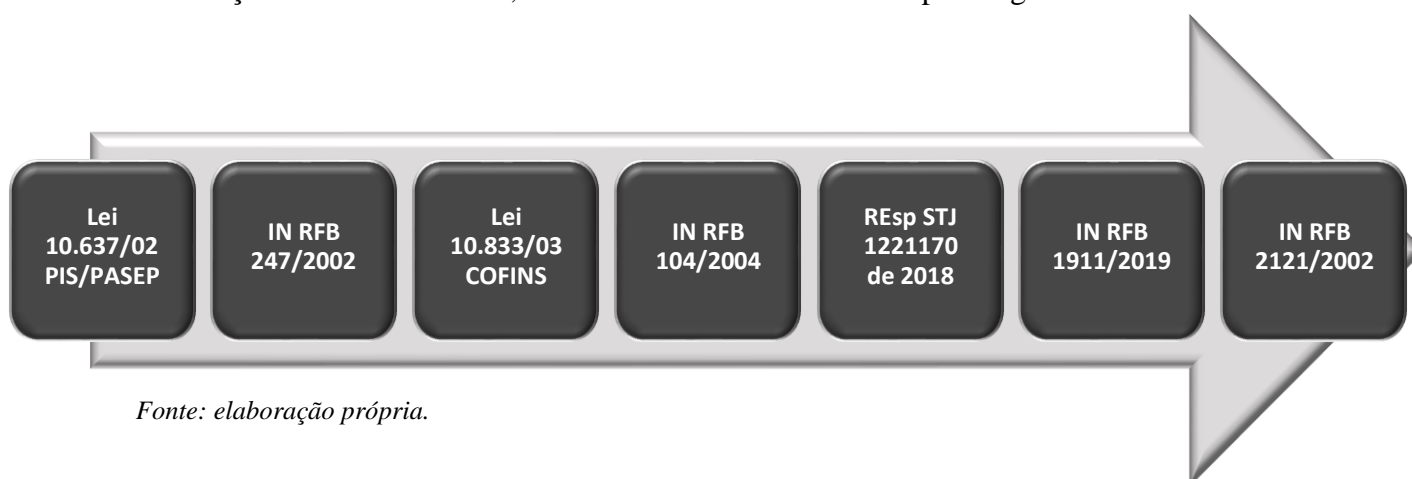 Lei
10.637/02
PIS/PASEP
IN RFB
247/2002
Lei
10.833/03
COFINS
IN RFB
104/2004
REsp STJ
1221170
de 2018
IN RFB
1911/2019
IN RFB
2121/2002
Fonte: elaboração própria.